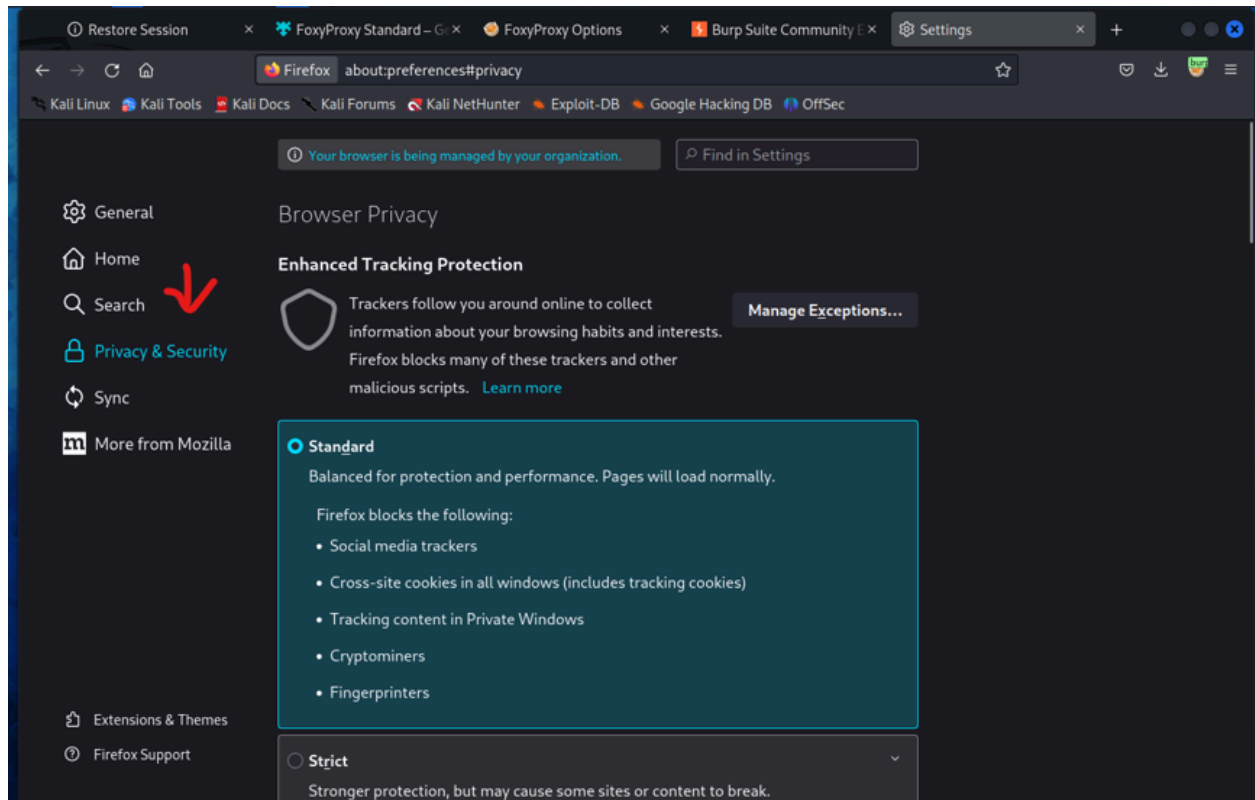 Restore Session
FoxyProxy Standard – Ge
FoxyProxy Options
Burp Suite Community E
Settings
Firefox about:preferences#privacy
burp
Kali Linux Kali Tools Kali Docs Kali Forums Kali NetHunter Exploit-DB Google Hacking DB OffSec
Your browser is being managed by your organization.
Find in Settings
General
Home
Search
Privacy & Security
Sync
m More from Mozilla
Extensions & Themes
Firefox Support
Browser Privacy
Enhanced Tracking Protection
Trackers follow you around online to collect
information about your browsing habits and interests.
Firefox blocks many of these trackers and other
malicious scripts. Learn more
Manage Exceptions...
Standard
Balanced for protection and performance. Pages will load normally.
Firefox blocks the following:
• Social media trackers
• Cross-site cookies in all windows (includes tracking cookies)
• Tracking content in Private Windows
• Cryptominers
• Fingerprinters
Strict
Stronger protection, but may cause some sites or content to break.